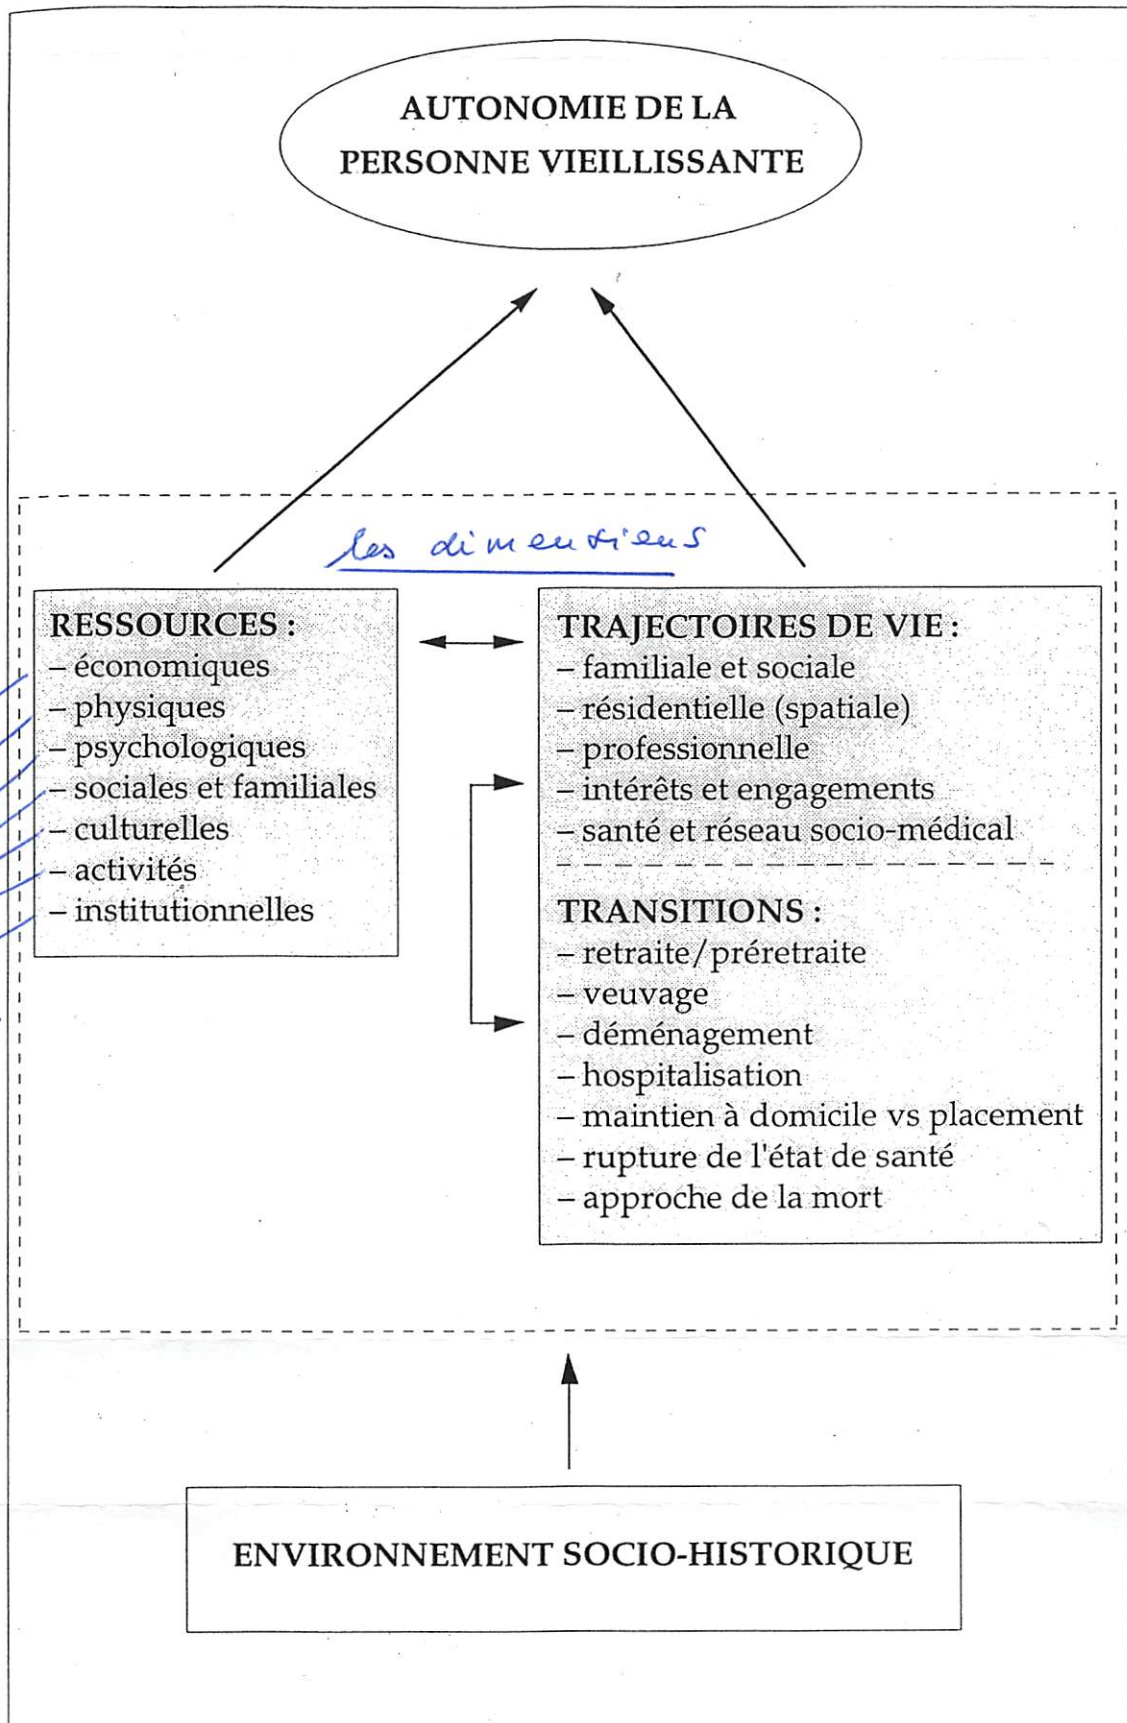 AUTONOMIE DE LA
PERSONNE VIEILLISSANTE
les dimensions
RESSOURCES :
– économiques
– physiques
– psychologiques
– sociales et familiales
– culturelles
– activités
– institutionnelles
TRAJECTOIRES DE VIE :
– familiale et sociale
– résidentielle (spatiale)
– professionnelle
– intérêts et engagements
– santé et réseau socio-médical
TRANSITIONS :
– retraite/préretraite
– veuvage
– déménagement
– hospitalisation
– maintien à domicile vs placement
– rupture de l'état de santé
– approche de la mort
ENVIRONNEMENT SOCIO-HISTORIQUE